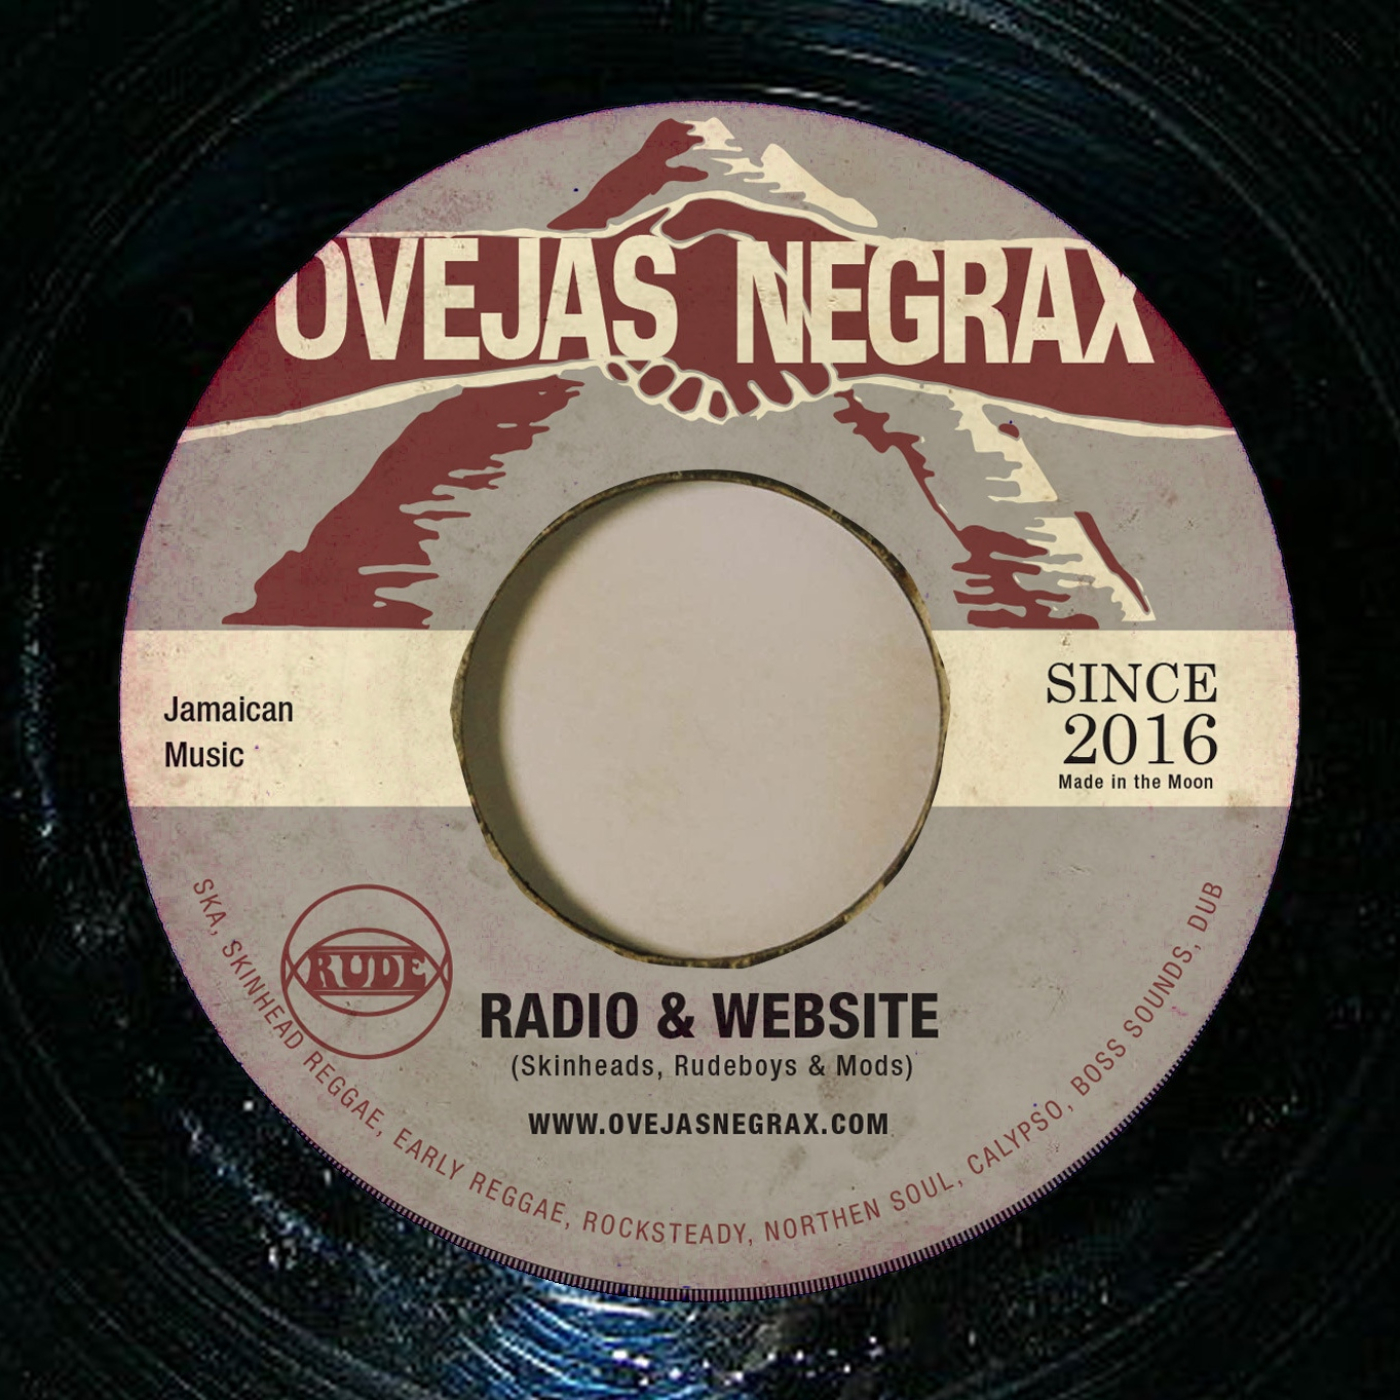 OVEJAS NEGRAX
Jamaican
Music
SINCE
2016
Made in the Moon
RUDE
RADIO & WEBSITE
(Skinheads, Rudeboys & Mods)
WWW.OVEJASNEGRAX.COM
SKA, SKINHEAD REGGAE, EARLY REGGAE, ROCKSTEADY, NORTHEN SOUL, CALYPSO, BOSS SOUNDS, DUB